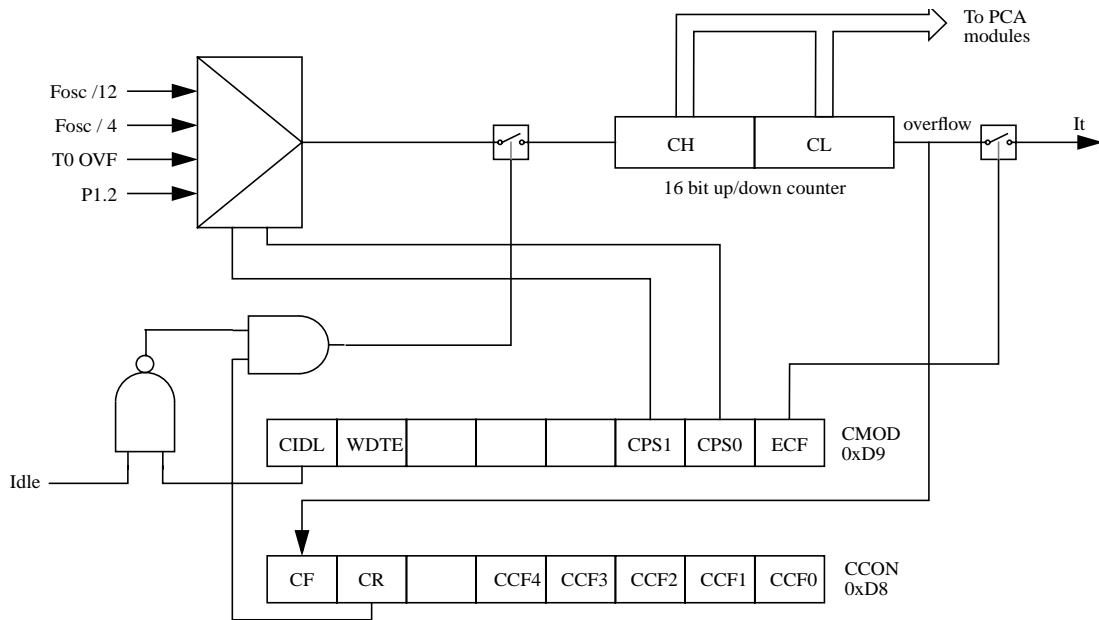 To PCA
modules
Fosc /12
Fosc / 4
T0 OVF
P1.2
CH
CL
overflow
It
16 bit up/down counter
CIDL WDTE CPS1 CPS0 ECF
CMOD
0xD9
Idle
CF CR CCF4 CCF3 CCF2 CCF1 CCF0
CCON
0xD8